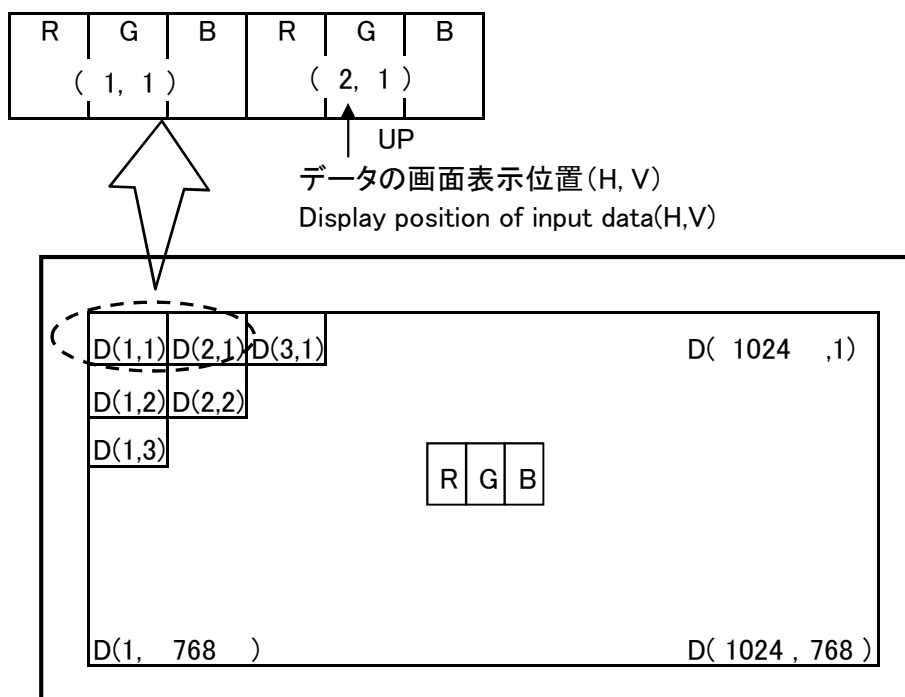 R G B R G B
( 1, 1 ) ( 2, 1 )
UP
データの画面表示位置(H, V)
Display position of input data(H,V)
D(1,1) D(2,1) D(3,1) D( 1024 ,1)
D(1,2) D(2,2)
D(1,3)
R G B
D(1, 768 ) D( 1024 , 768 )